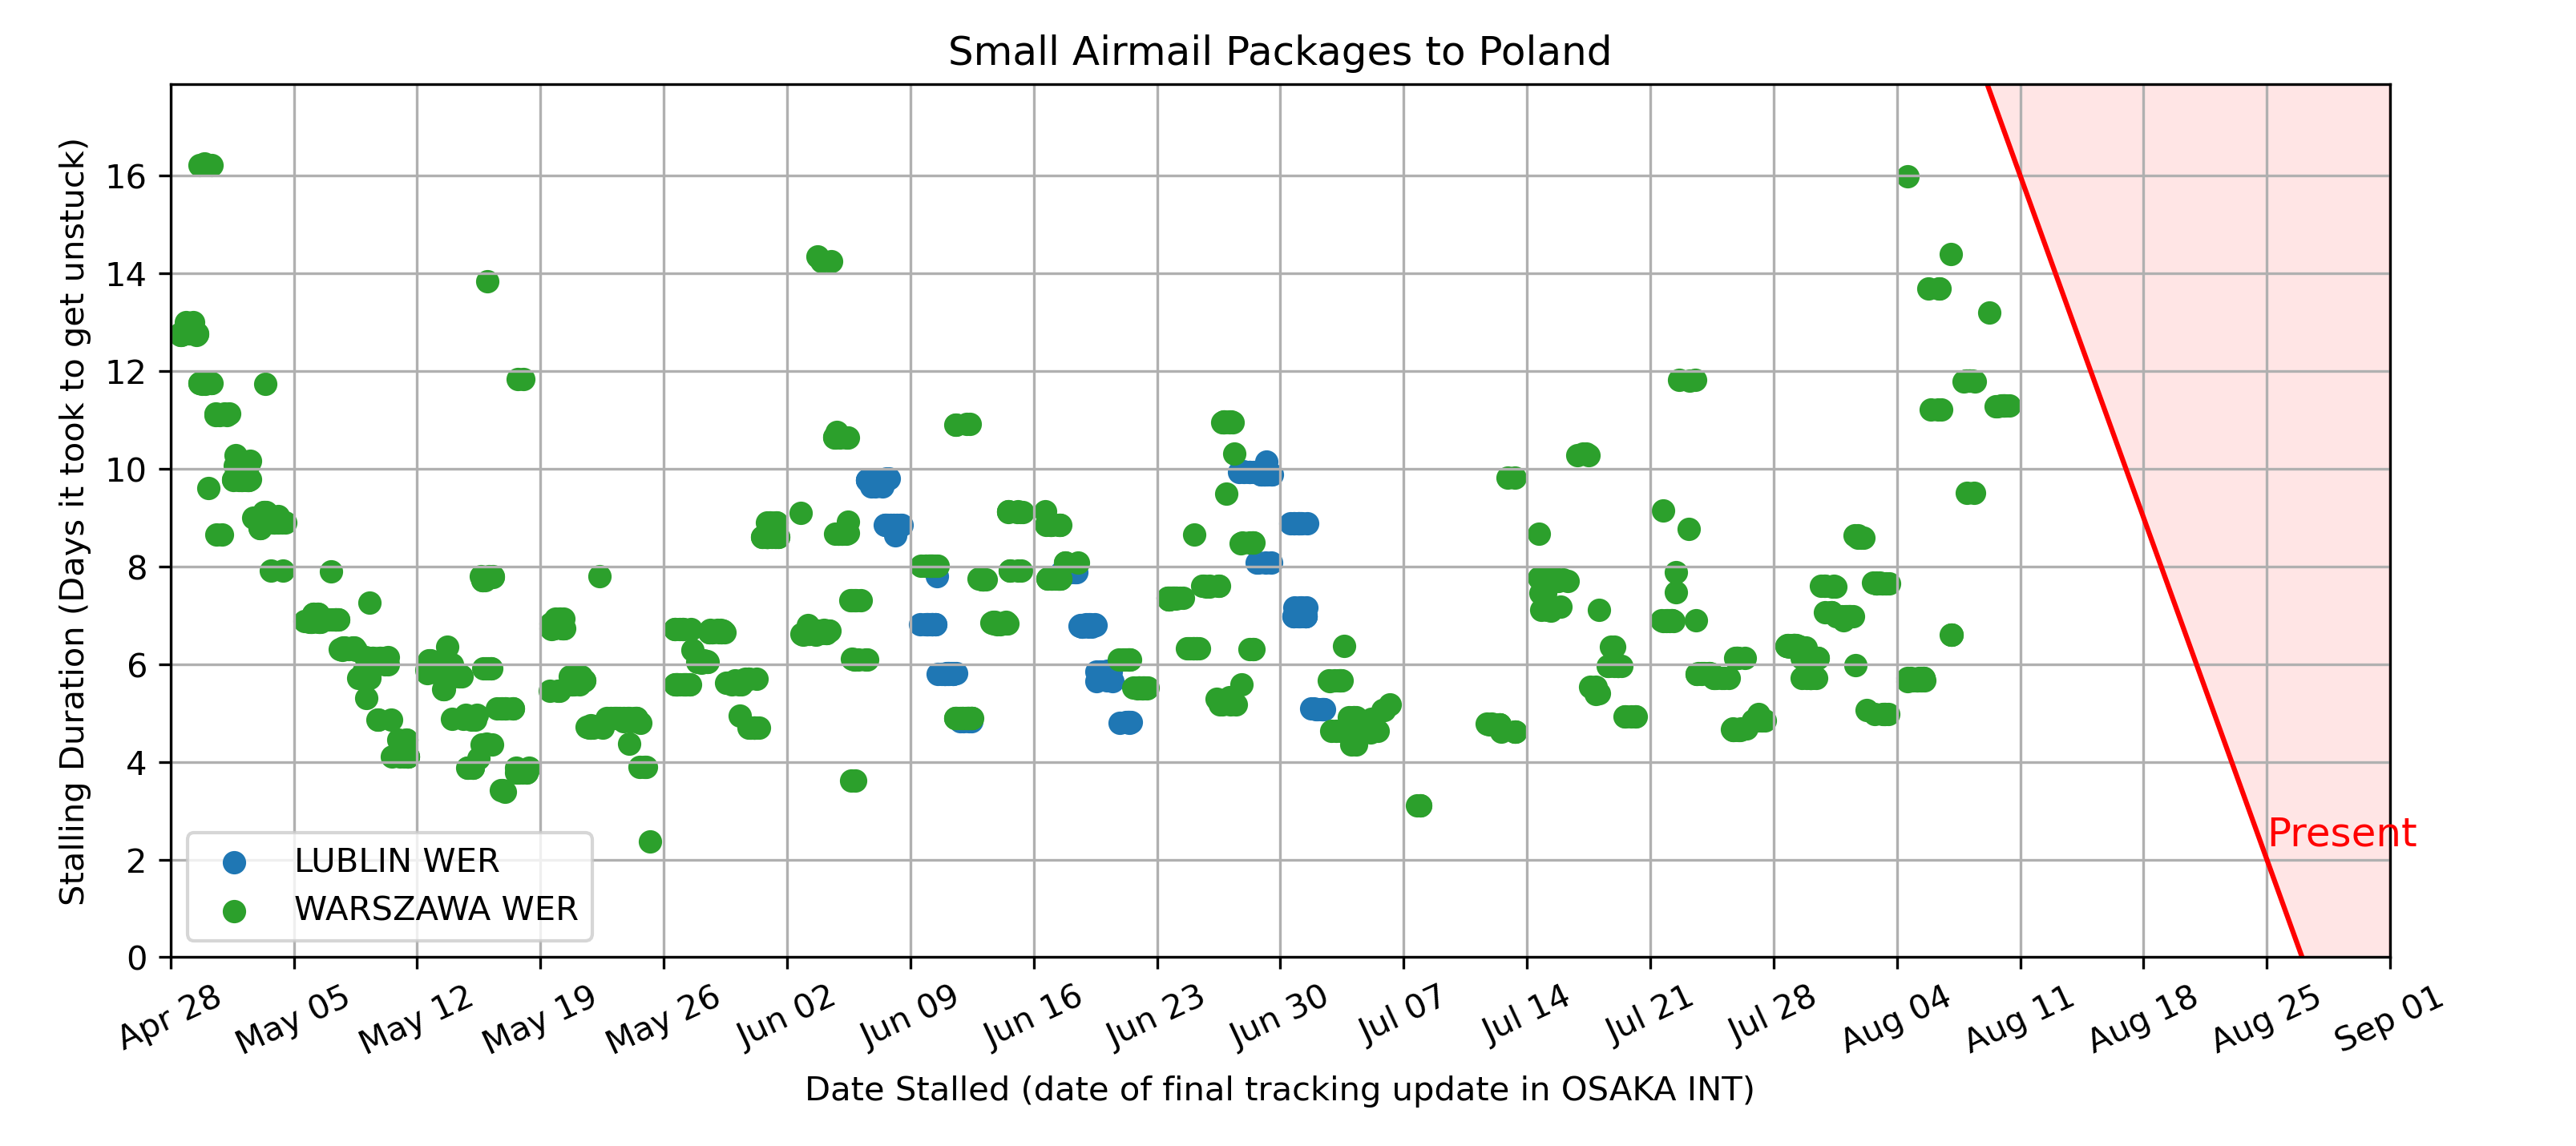 Small Airmail Packages to Poland
Stalling Duration (Days it took to get unstuck)
16
14
12
10
8
6
4
2
0
Present
LUBLIN WER
WARSZAWA WER
Apr 28
May 05
May 12
May 19
May 26
Jun 02
Jun 09
Jun 16
Jun 23
Jun 30
Jul 07
Jul 14
Jul 21
Jul 28
Aug 04
Aug 11
Aug 18
Aug 25
Sep 01
Date Stalled (date of final tracking update in OSAKA INT)